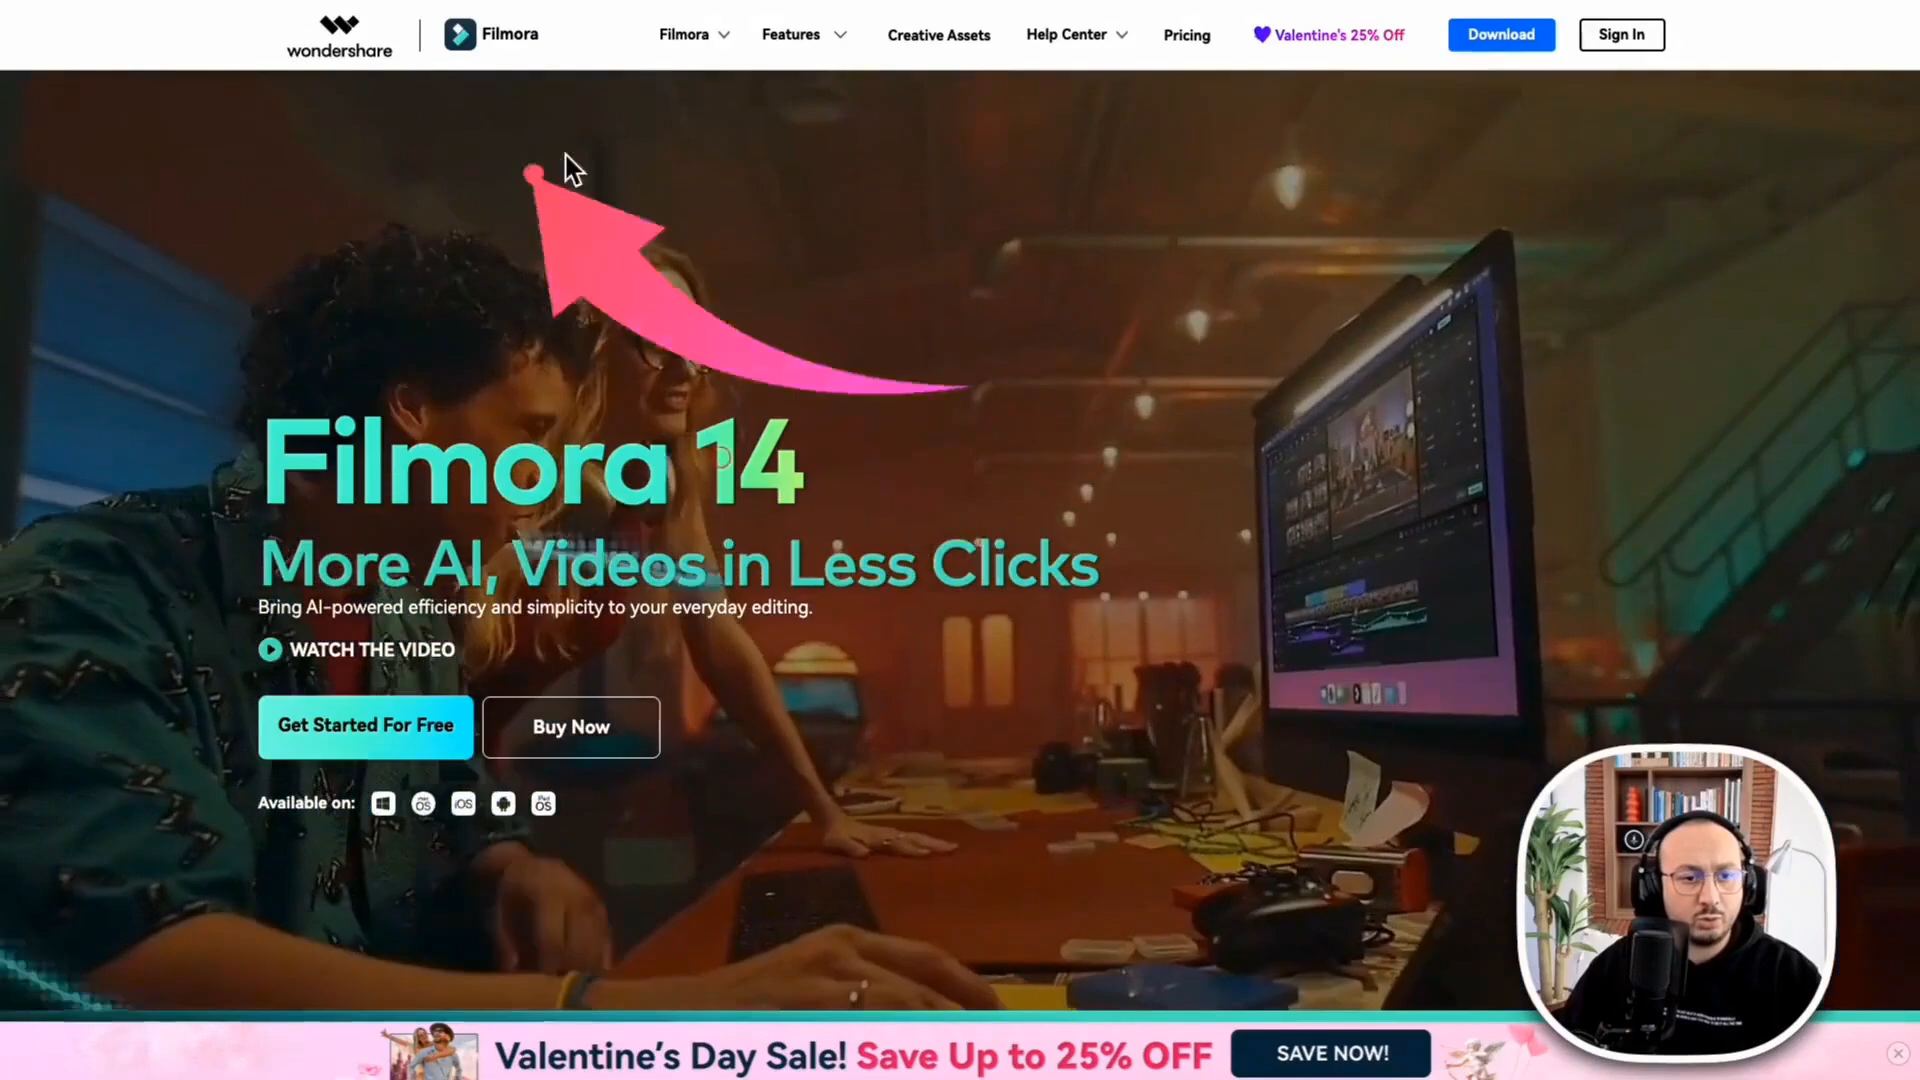 wondershare
Filmora
Filmora
Features
Creative Assets
Help Center
Pricing
Valentine's 25% Off
Download
Sign In
Filmora 14
More AI, Videos in Less Clicks
Bring AI-powered efficiency and simplicity to your everyday editing.
WATCH THE VIDEO
Get Started For Free
Buy Now
Available on:
Valentine's Day Sale! Save Up to 25% OFF
SAVE NOW!